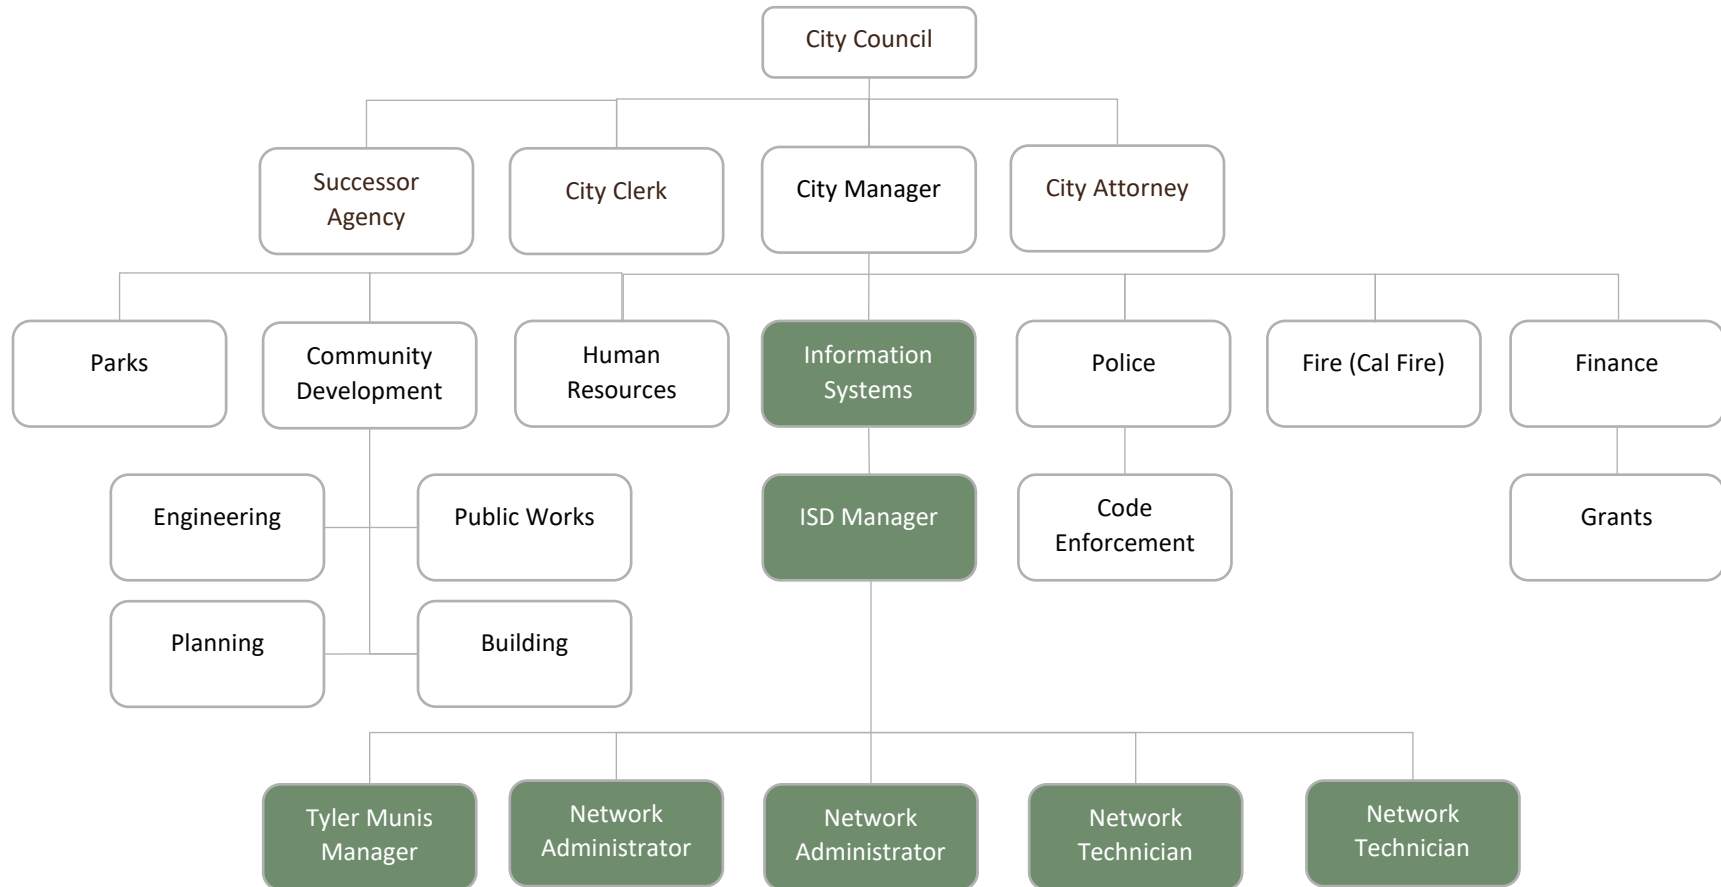 City Council
Successor
Agency
City Clerk
City Manager
City Attorney
Parks
Community
Development
Human
Resources
Information
Systems
Police
Fire (Cal Fire)
Finance
Engineering
Public Works
ISD Manager
Code
Enforcement
Grants
Planning
Building
Tyler Munis
Manager
Network
Administrator
Network
Administrator
Network
Technician
Network
Technician